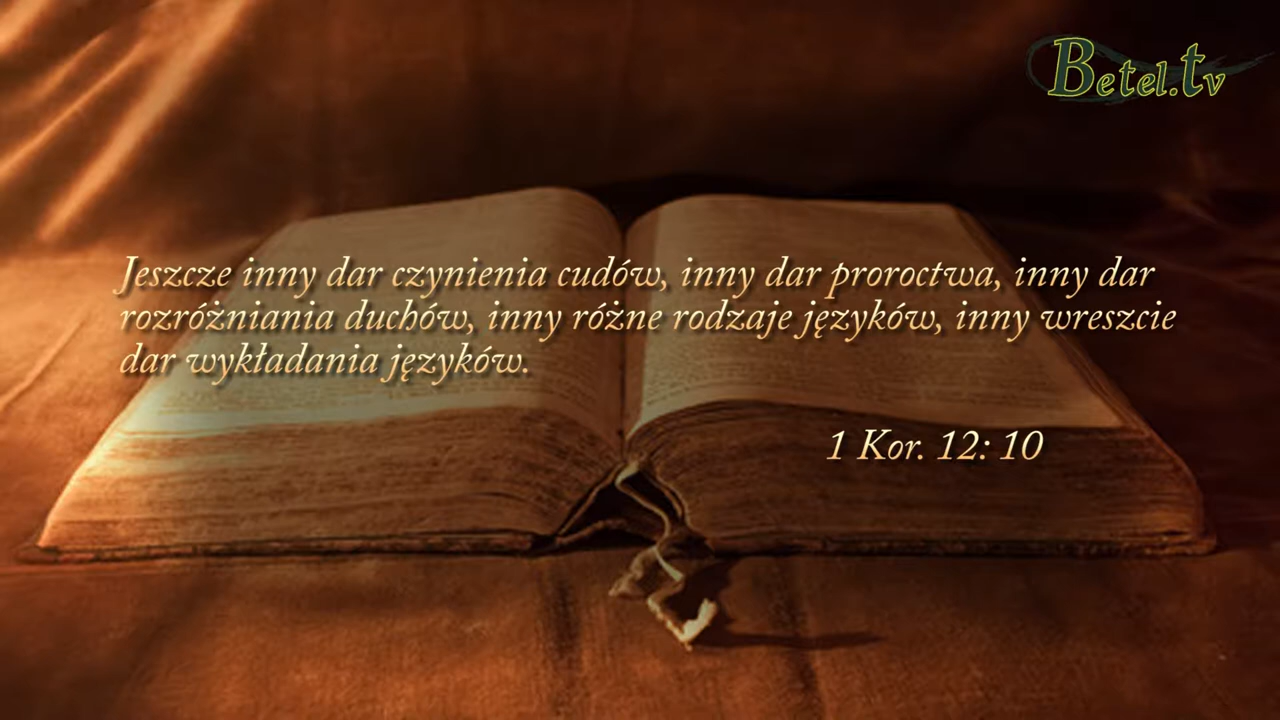 Betel.tv
Jeszcze inny dar czynienia cudów, inny dar proroctwa, inny dar
rozróżniania duchów, inny różne rodzaje języków, inny wreszcie
dar wykładania języków.
1 Kor. 12: 10